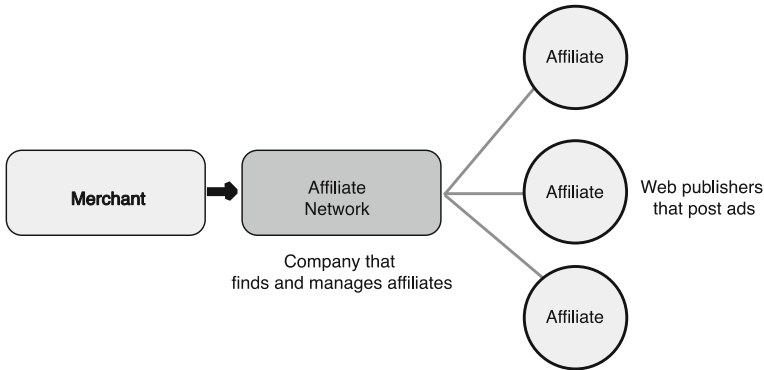 Merchant
Affiliate
Network
Company that
finds and manages affiliates
Affiliate
Affiliate
Affiliate
Web publishers
that post ads